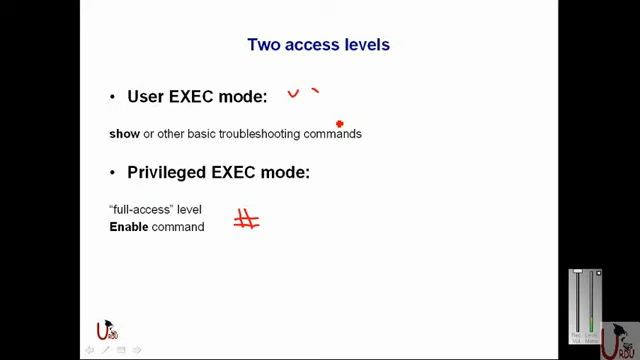 Two access levels
• User EXEC mode:
show or other basic troubleshooting commands
• Privileged EXEC mode:
"full-access" level
Enable command
#